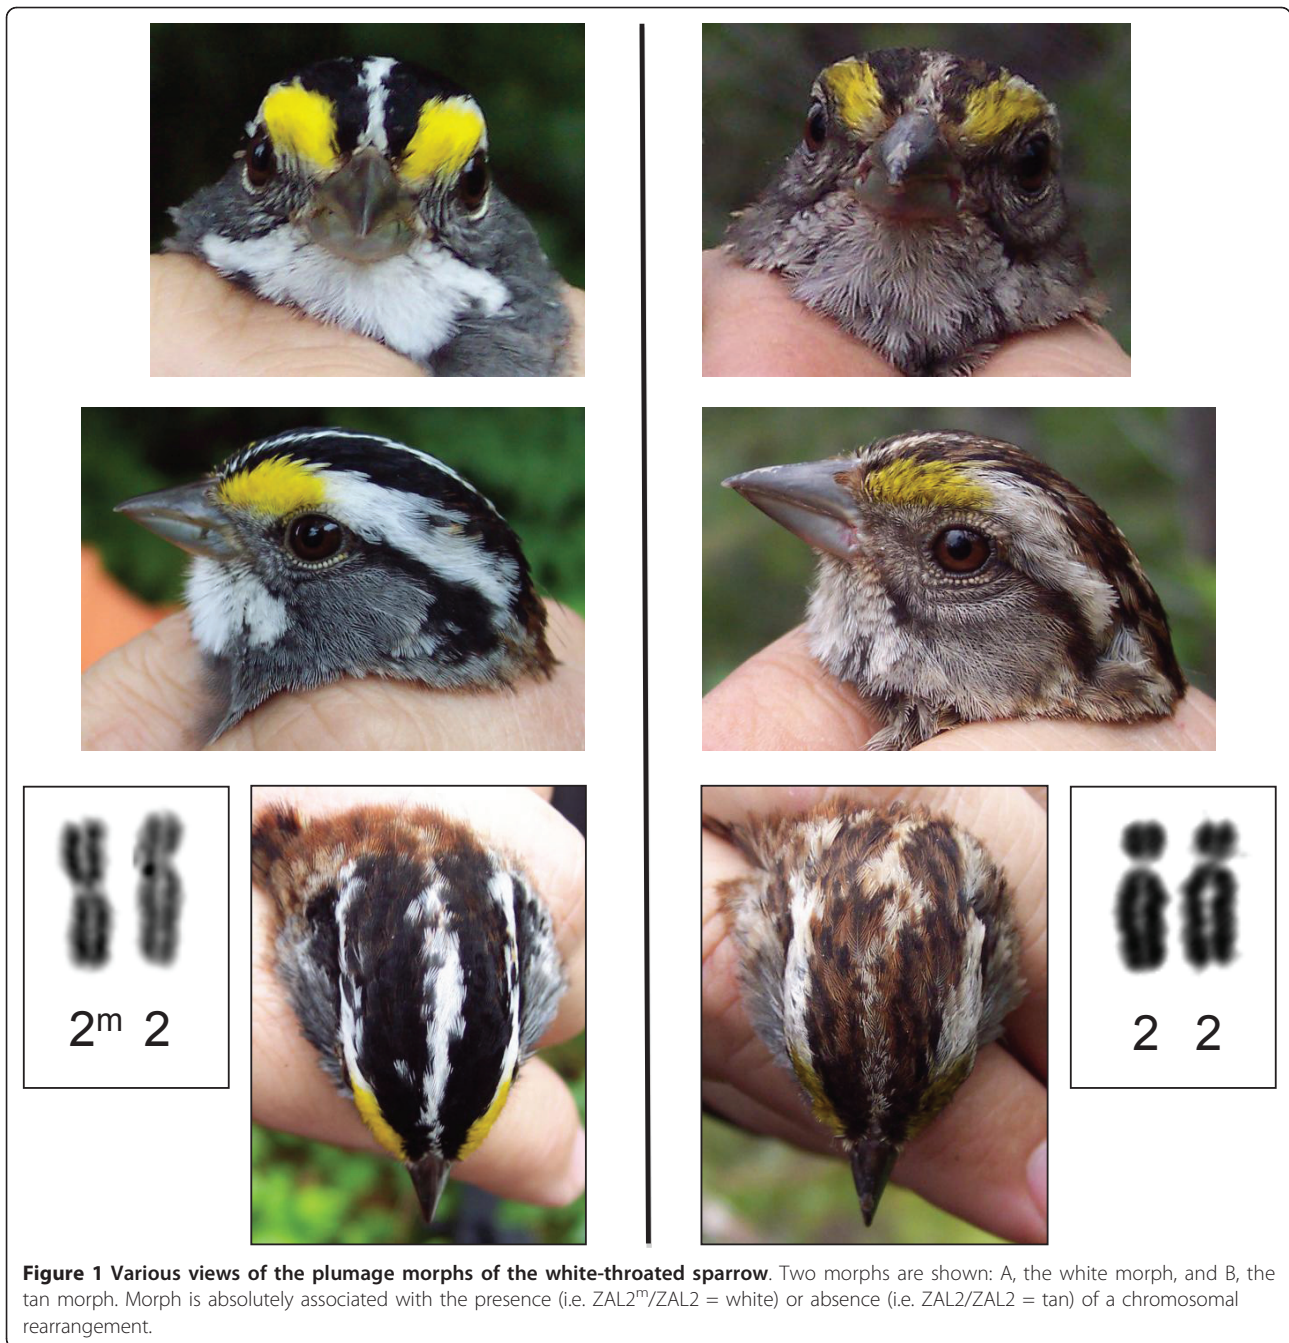 2ᵐ 2
2 2
Figure 1 Various views of the plumage morphs of the white-throated sparrow. Two morphs are shown: A, the white morph, and B, the
tan morph. Morph is absolutely associated with the presence (i.e. ZAL2ᵐ/ZAL2 = white) or absence (i.e. ZAL2/ZAL2 = tan) of a chromosomal
rearrangement.